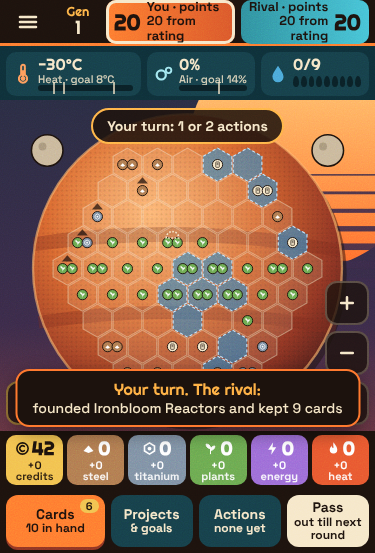 Gen
1
20
You · points
20 from
rating
Rival · points
20 from
rating
20
-30°C
Heat · goal 8°C
0%
Air · goal 14%
0/9
Your turn: 1 or 2 actions
+
−
Your turn. The rival:
founded Ironbloom Reactors and kept 9 cards
© 42
+0
credits
0
+0
steel
0
+0
titanium
0
+0
plants
0
+0
energy
0
+0
heat
Cards
10 in hand
6
Projects
& goals
Actions
none yet
Pass
out till next
round